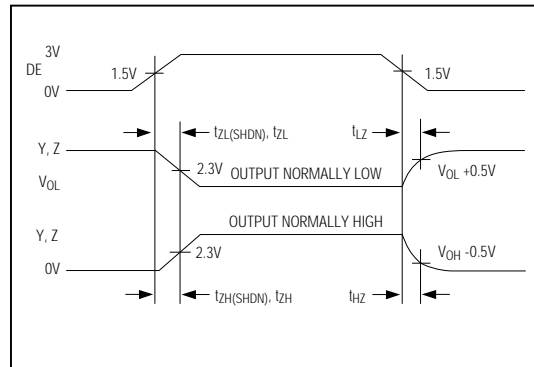 3V
DE
1.5V
1.5V
0V
tZL(SHDN), tZL
tLZ
Y, Z
2.3V
OUTPUT NORMALLY LOW
VOL +0.5V
VOL
OUTPUT NORMALLY HIGH
Y, Z
2.3V
VOH -0.5V
0V
tZH(SHDN), tZH
tHZ